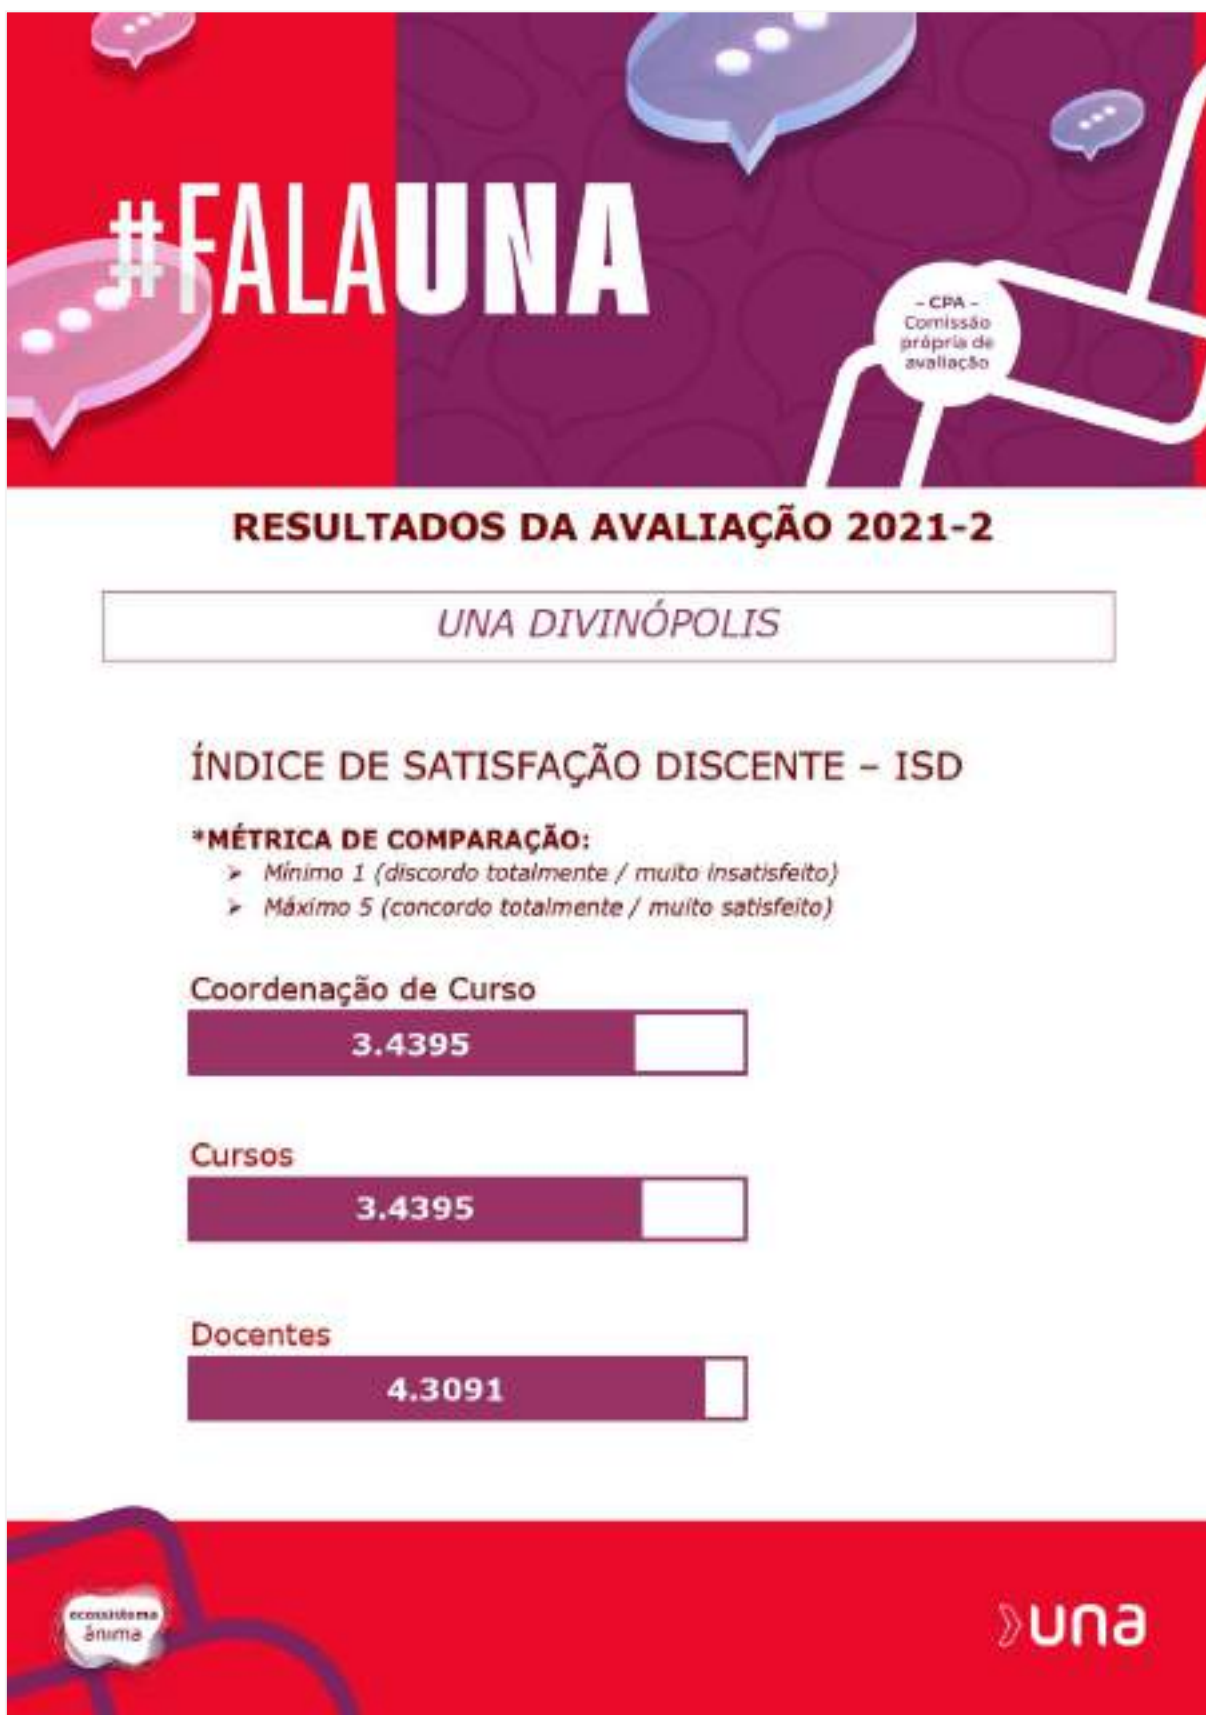 #FALAUNA
- CPA -
Comissão
própria de
avaliação
RESULTADOS DA AVALIAÇÃO 2021-2
UNA DIVINÓPOLIS
ÍNDICE DE SATISFAÇÃO DISCENTE – ISD
*MÉTRICA DE COMPARAÇÃO:
➢ Mínimo 1 (discordo totalmente / muito insatisfeito)
➢ Máximo 5 (concordo totalmente / muito satisfeito)
Coordenação de Curso
3.4395
Cursos
3.4395
Docentes
4.3091
ecossistema
ânima
una